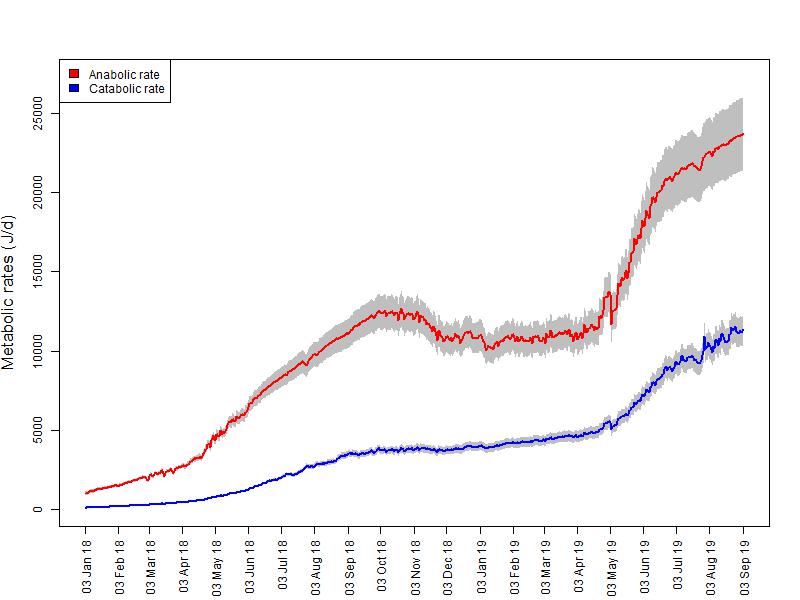 Anabolic rate
Catabolic rate
Metabolic rates (J/d)
25000
20000
15000
10000
5000
0
03 Jan 18
03 Feb 18
03 Mar 18
03 Apr 18
03 May 18
03 Jun 18
03 Jul 18
03 Aug 18
03 Sep 18
03 Oct 18
03 Nov 18
03 Dec 18
03 Jan 19
03 Feb 19
03 Mar 19
03 Apr 19
03 May 19
03 Jun 19
03 Jul 19
03 Aug 19
03 Sep 19